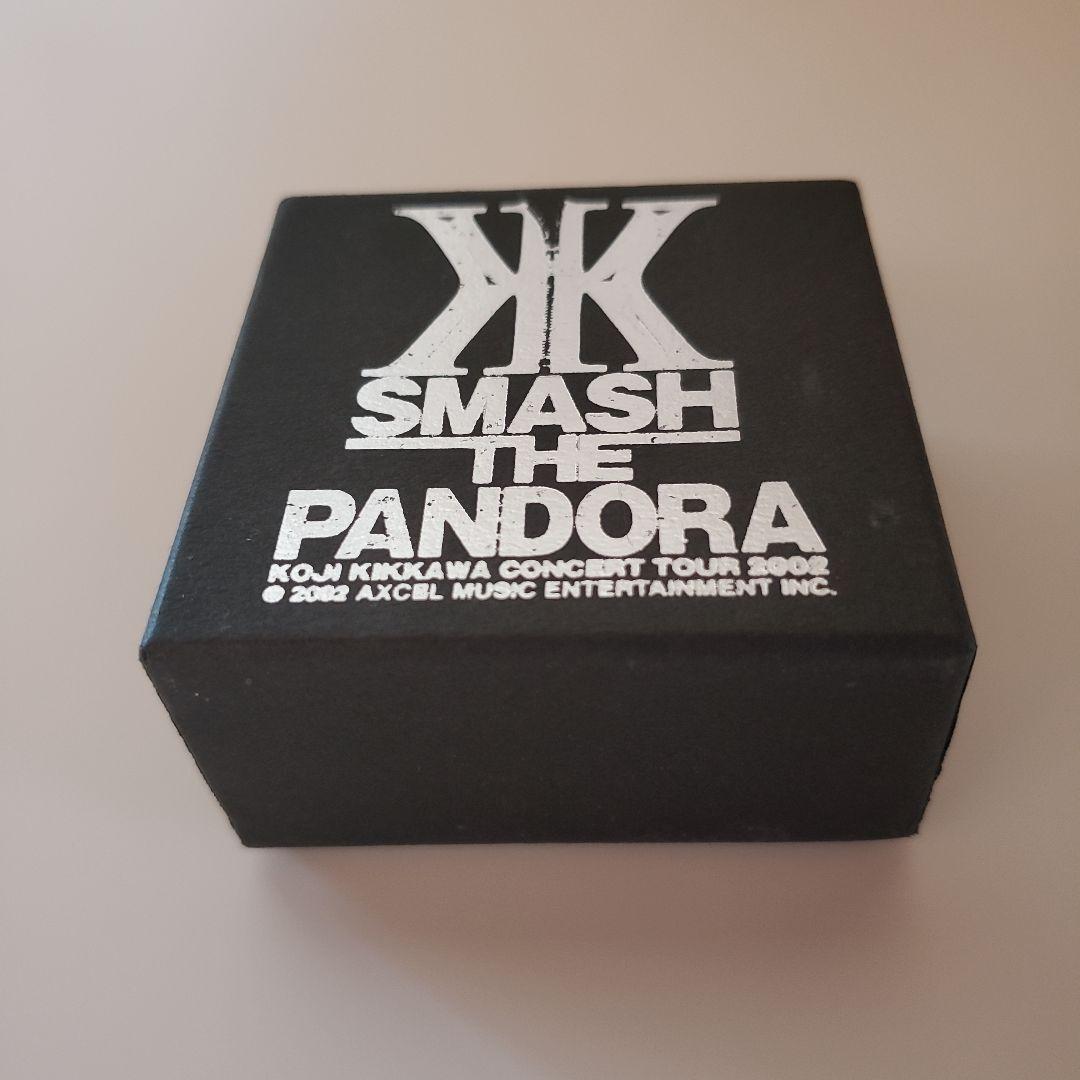 KK
SMASH
THE
PANDORA
KOJI KIKKAWA CONCERT TOUR 2002
© 2002 AXCEL MUSIC ENTERTAINMENT INC.